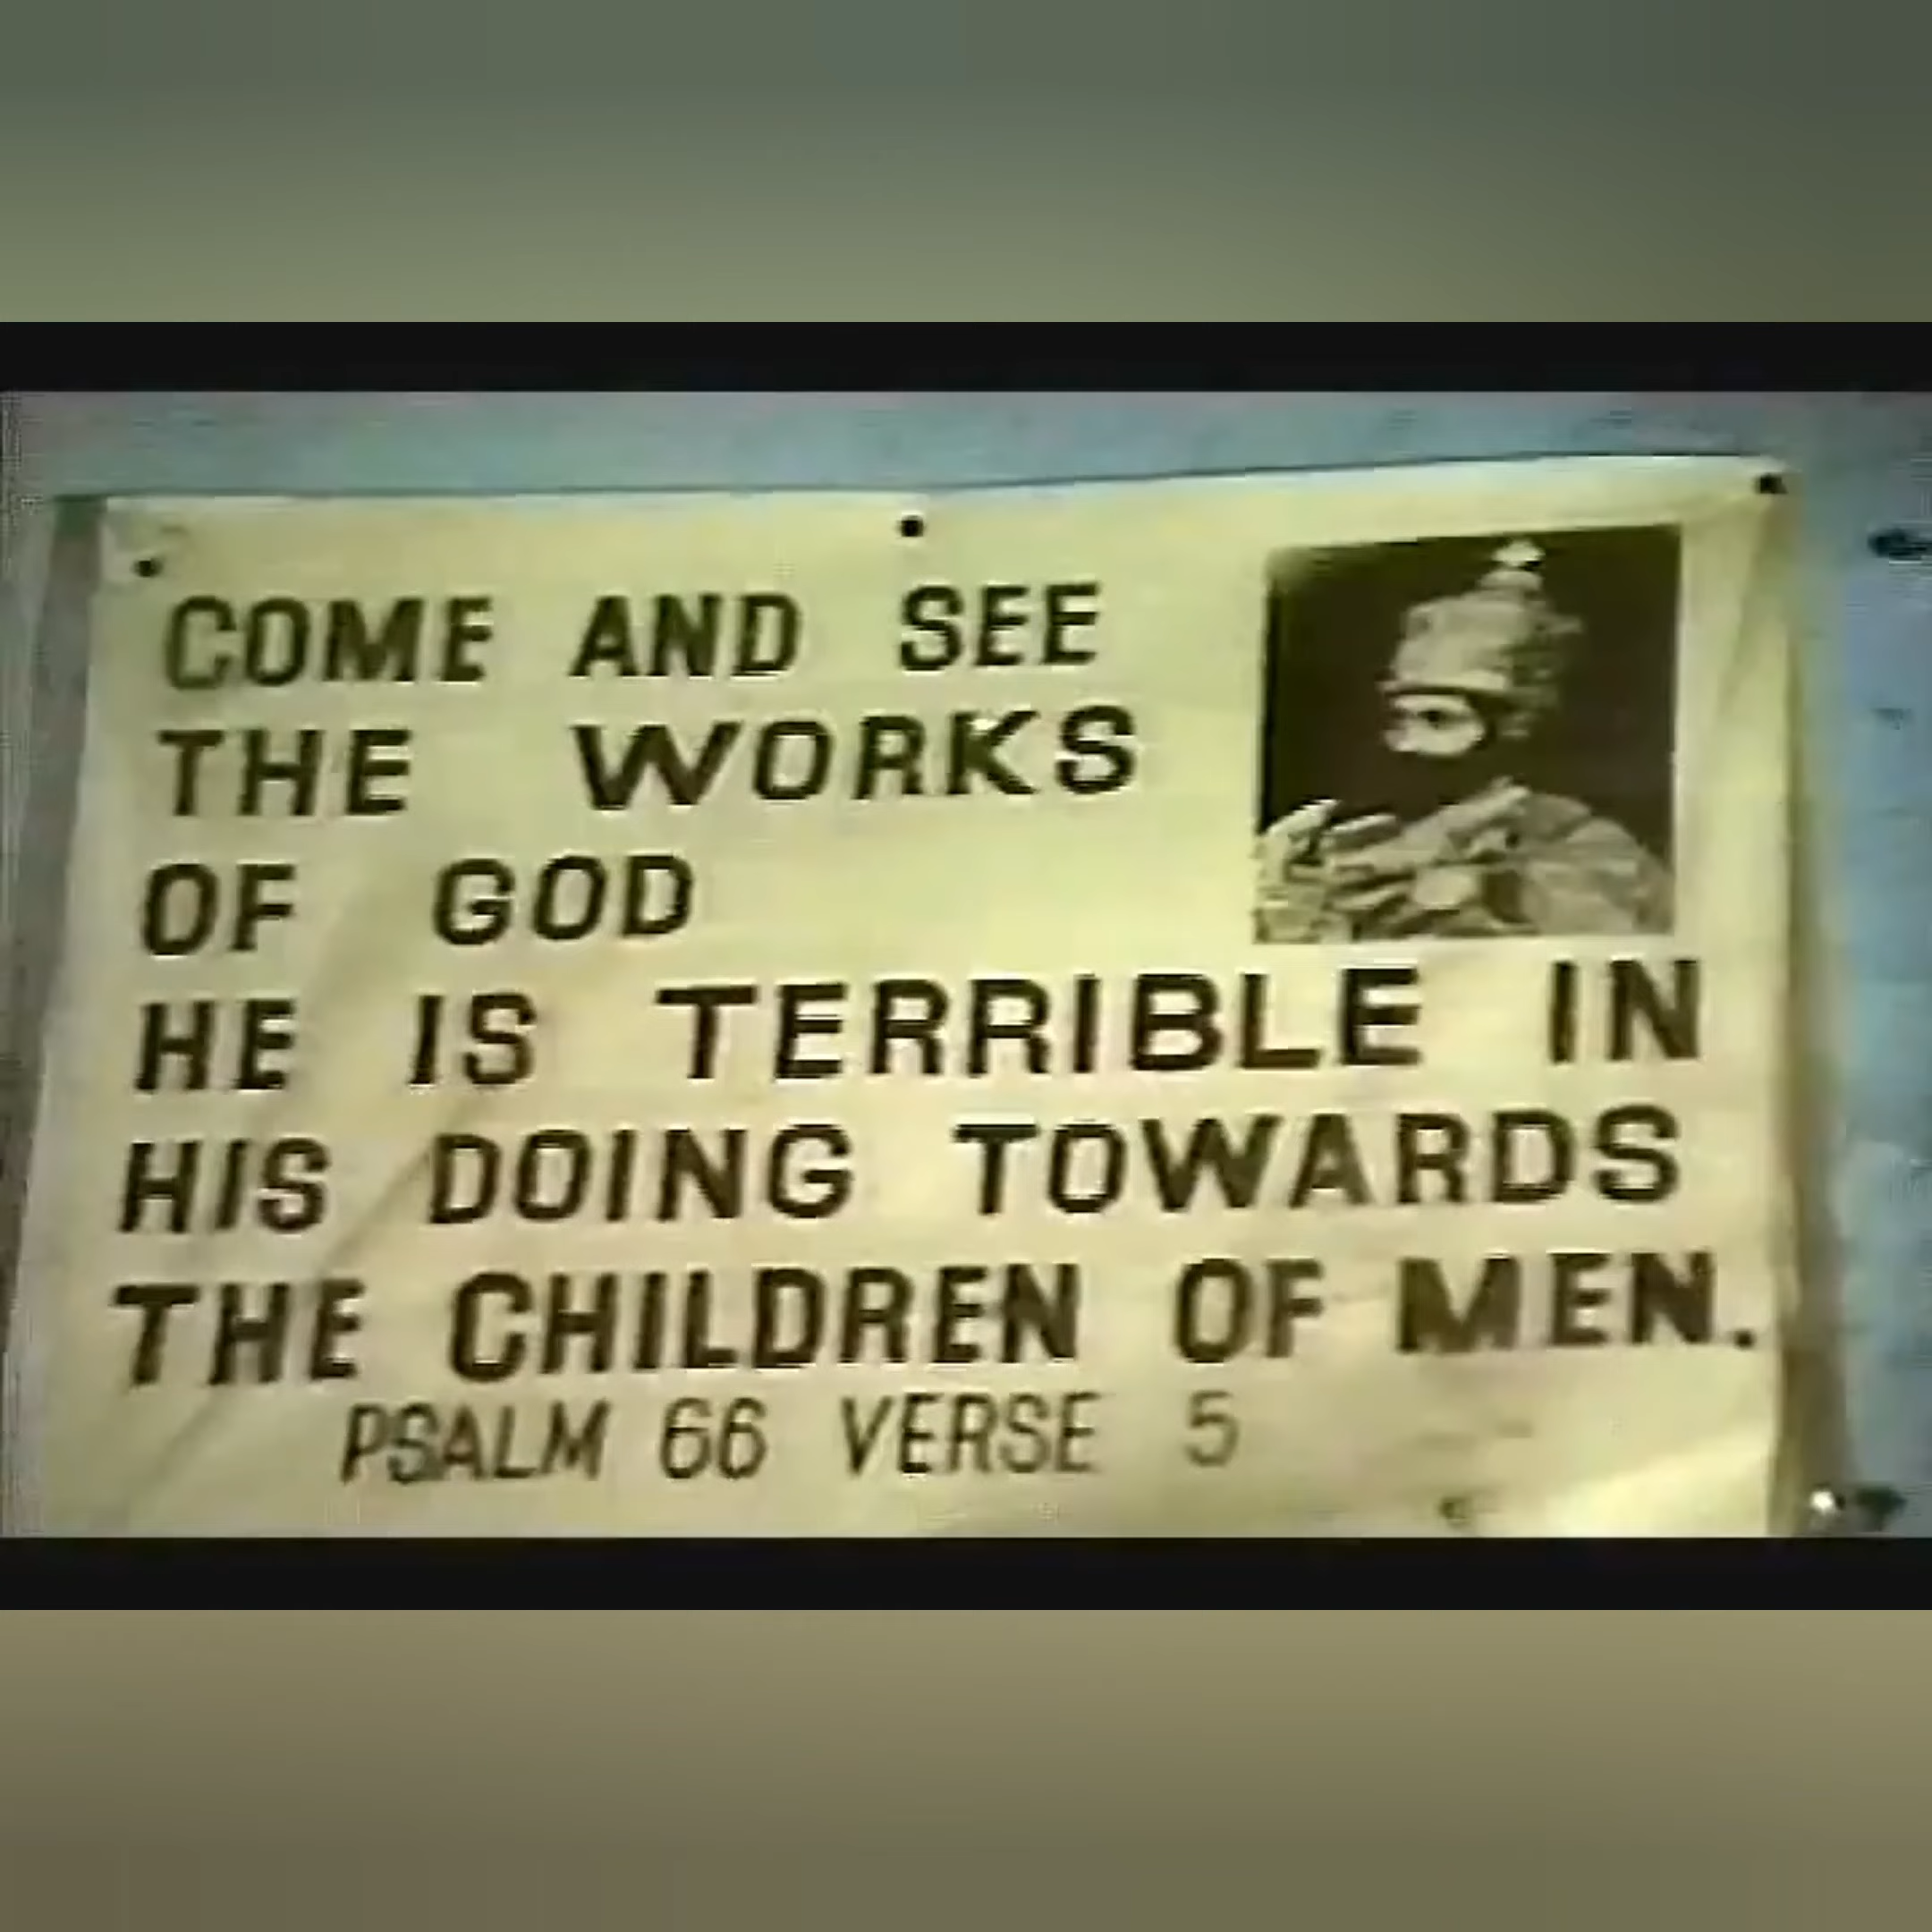 COME AND SEE
THE WORKS
OF GOD
HE IS TERRIBLE IN
HIS DOING TOWARDS
THE CHILDREN OF MEN.
PSALM 66 VERSE 5